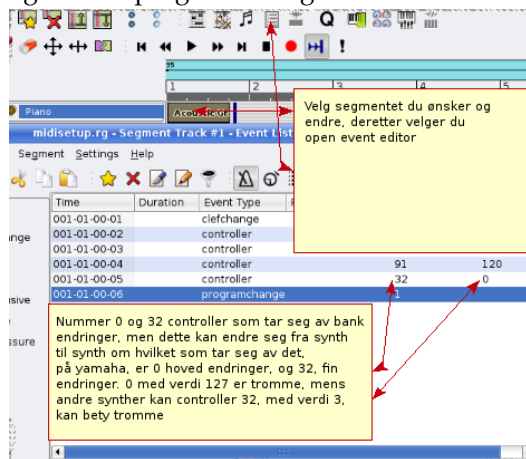 95
1 2 3 4 5
Piano
Acoustic Gr
Velg segmentet du ønsker og
endre, deretter velger du
open event editor
midisetup.rg - Segment Track #1 - Event List
Segment Settings Help
Time Duration Event Type
001-01-00-01 clefchange
001-01-00-02 controller
001-01-00-03 controller
001-01-00-04 controller 91 120
001-01-00-05 controller 32 0
001-01-00-06 programchange 1
Nummer 0 og 32 controller som tar seg av bank
endringer, men dette kan endre seg fra synth
til synth om hvilket som tar seg av det,
på yamaha, er 0 hoved endringer, og 32, fin
endringer. 0 med verdi 127 er tromme, mens
andre synther kan controller 32, med verdi 3,
kan bety tromme